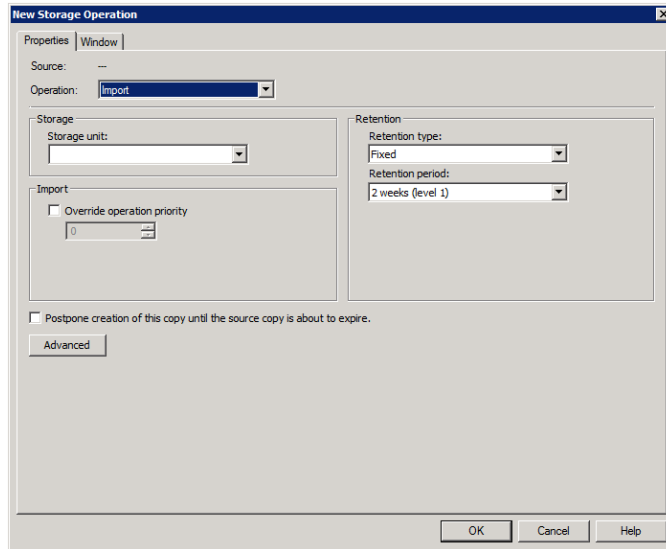 New Storage Operation
Properties Window
Source: ---
Operation: Import
Storage
Storage unit:
Retention
Retention type:
Fixed
Retention period:
2 weeks (level 1)
Import
Override operation priority
0
Postpone creation of this copy until the source copy is about to expire.
Advanced
OK Cancel Help